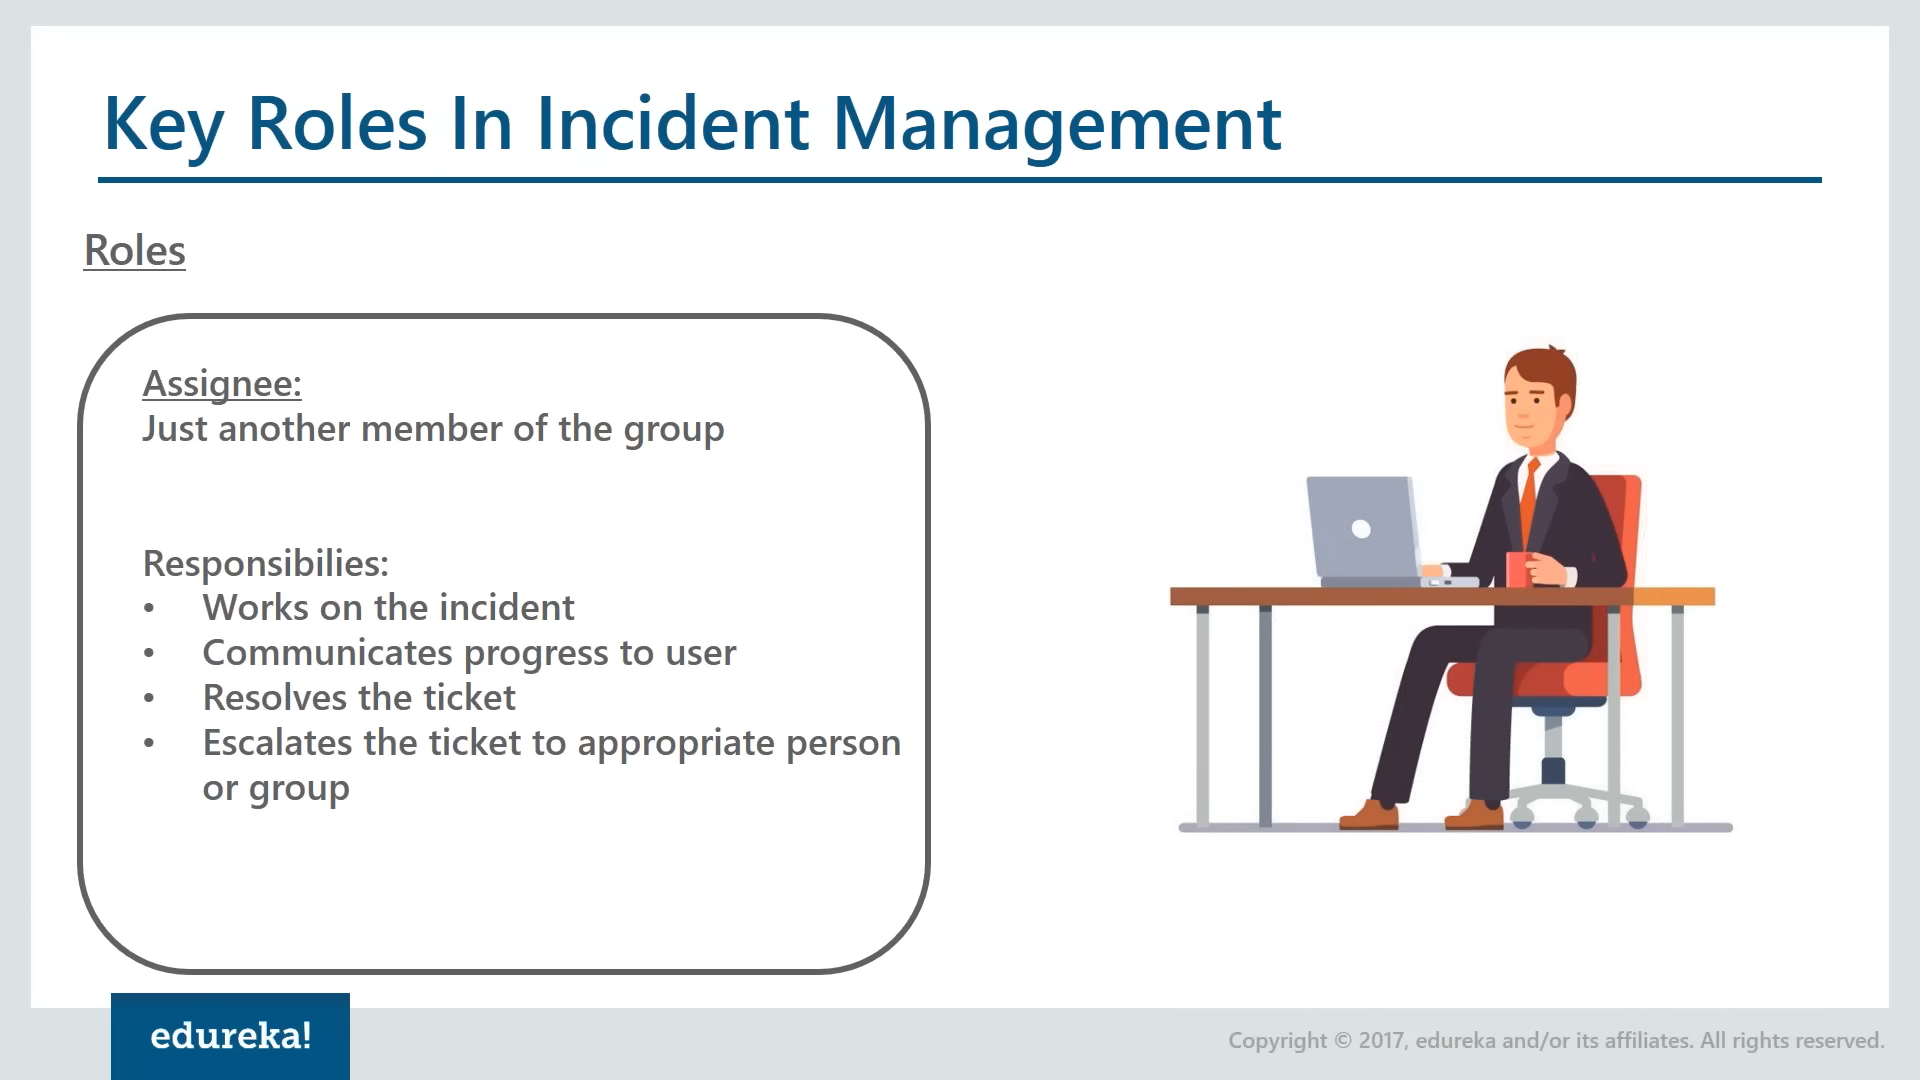 Key Roles In Incident Management
Roles
Assignee:
Just another member of the group
Responsibilies:
• Works on the incident
• Communicates progress to user
• Resolves the ticket
• Escalates the ticket to appropriate person
or group
edureka!
Copyright © 2017, edureka and/or its affiliates. All rights reserved.